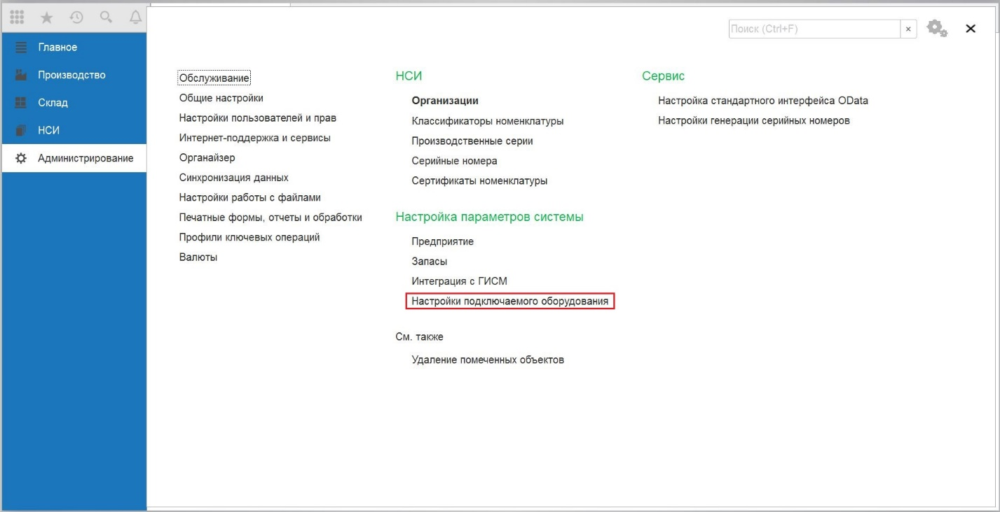 Поиск (Ctrl+F)
Главное
Производство
Склад
НСИ
Администрирование
Обслуживание
Общие настройки
Настройки пользователей и прав
Интернет-поддержка и сервисы
Органайзер
Синхронизация данных
Настройки работы с файлами
Печатные формы, отчеты и обработки
Профили ключевых операций
Валюты
НСИ
Организации
Классификаторы номенклатуры
Производственные серии
Серийные номера
Сертификаты номенклатуры
Настройка параметров системы
Предприятие
Запасы
Интеграция с ГИСМ
Настройки подключаемого оборудования
См. также
Удаление помеченных объектов
Сервис
Настройка стандартного интерфейса OData
Настройки генерации серийных номеров